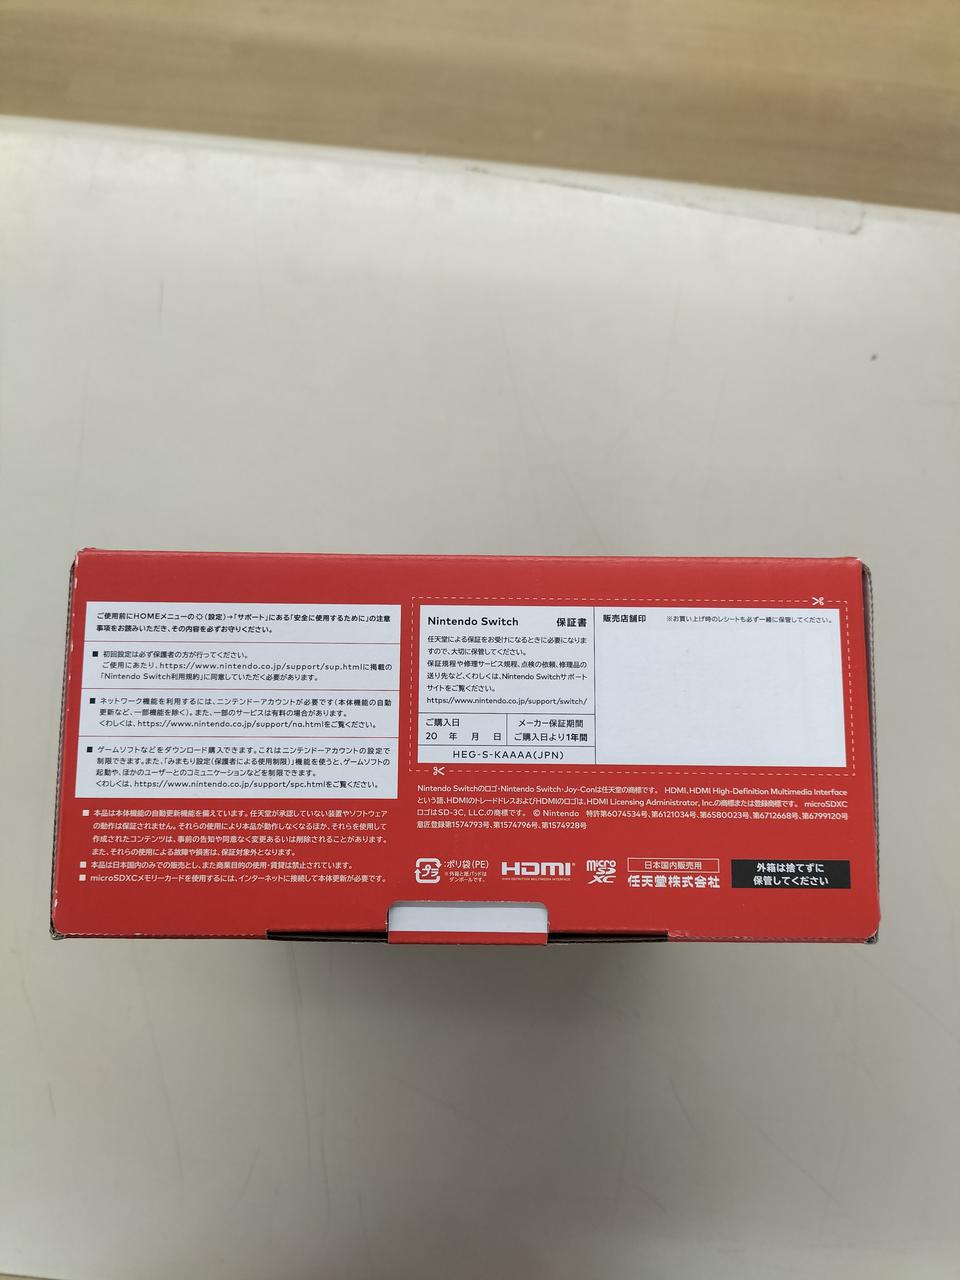 ご使用前にHOMEメニューの(設定)→「サポート」にある「安全に使用するために」の注意
事項をお読みいただき、その内容を必ずお守りください。
■ 初回設定は必ず保護者の方が行ってください。
ご使用にあたり、https://www.nintendo.co.jp/support/sup.htmlに掲載の
「Nintendo Switch利用規約」に同意していただく必要があります。
■ ネットワーク機能を利用するには、ニンテンドーアカウントが必要です(本体機能の自動
更新など、一部機能を除く)。また、一部のサービスは有料の場合があります。
くわしくは、https://www.nintendo.co.jp/support/na.htmlをご覧ください。
■ ゲームソフトなどをダウンロード購入できます。これはニンテンドーアカウントの設定で
制限できます。また、「みまもり設定(保護者による使用制限)」機能を使うと、ゲームソフトの
起動や、ほかのユーザーとのコミュニケーションなどを制限できます。
くわしくは、https://www.nintendo.co.jp/support/spc.htmlをご覧ください。
■ 本品は本体機能の自動更新機能を備えています。任天堂が承認していない装置やソフトウェア
の動作は保証されません。それらの使用により本品が動作しなくなるほか、それらを使用して
作成されたコンテンツは、事前の告知や同意なく変更あるいは削除されることがあります。
また、それらの使用による故障や損害は、保証対象外となります。
■ 本品は日本国内のみでの販売とし、また商業目的の使用・賃貸は禁止されています。
■ microSDXCメモリーカードを使用するには、インターネットに接続して本体更新が必要です。
Nintendo Switch 保証書
任天堂による保証をお受けになるときに必要になりま
すので、大切に保管してください。
保証規程や修理サービス規程、点検の依頼、修理品の
送り先など、くわしくは、Nintendo Switchサポート
サイトをご覧ください。
https://www.nintendo.co.jp/support/switch/
ご購入日
20 年 月 日
メーカー保証期間
ご購入日より1年間
HEG-S-KAAAA(JPN)
販売店舗印 ※お買い上げ時のレシートも必ず一緒に保管してください。
Nintendo Switchのロゴ・Nintendo Switch・Joy-Conは任天堂の商標です。 HDMI、HDMI High-Definition Multimedia Interface
という語、HDMIのトレードドレスおよびHDMIのロゴは、HDMI Licensing Administrator, Inc.の商標または登録商標です。 microSDXC
ロゴはSD-3C, LLC.の商標です。 © Nintendo 特許第6074534号、第6121034号、第6580023号、第6712668号、第6799120号
意匠登録第1574793号、第1574796号、第1574928号
プラ
:ポリ袋(PE)
※外箱と紙パッドは
ダンボールです。
HDMI
HIGH-DEFINITION MULTIMEDIA INTERFACE
micro
SD
XC
日本国内販売用
任天堂株式会社
外箱は捨てずに
保管してください